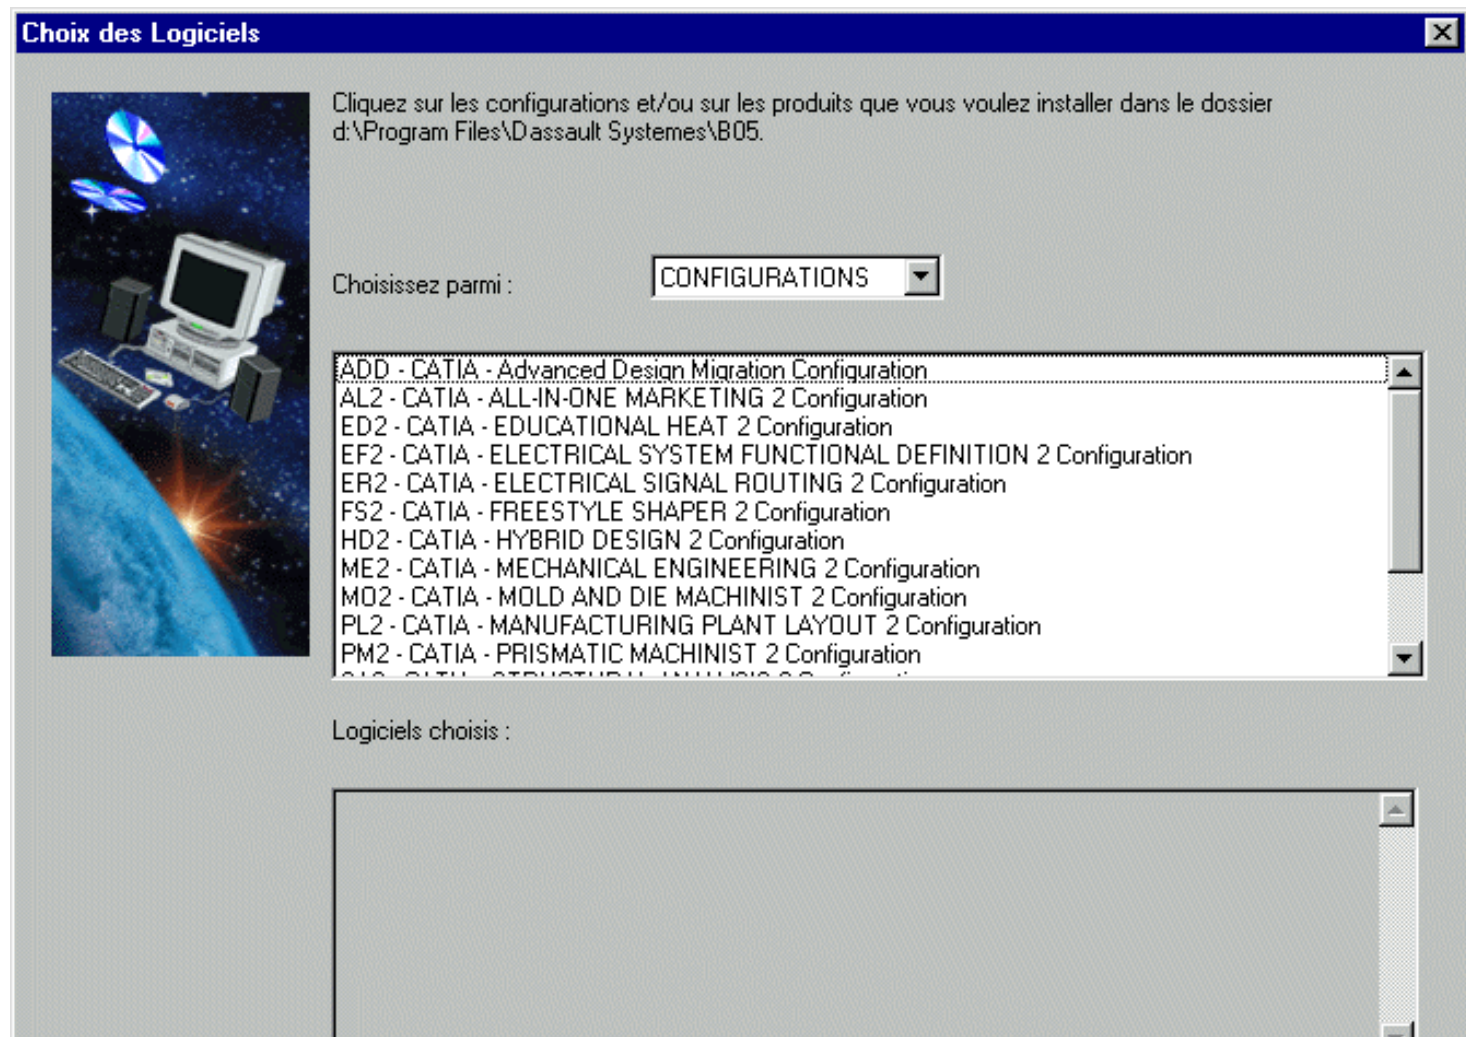 Choix des Logiciels
Cliquez sur les configurations et/ou sur les produits que vous voulez installer dans le dossier
d:\Program Files\Dassault Systemes\B05.
Choisissez parmi :
CONFIGURATIONS
ADD - CATIA - Advanced Design Migration Configuration
AL2 - CATIA - ALL-IN-ONE MARKETING 2 Configuration
ED2 - CATIA - EDUCATIONAL HEAT 2 Configuration
EF2 - CATIA - ELECTRICAL SYSTEM FUNCTIONAL DEFINITION 2 Configuration
ER2 - CATIA - ELECTRICAL SIGNAL ROUTING 2 Configuration
FS2 - CATIA - FREESTYLE SHAPER 2 Configuration
HD2 - CATIA - HYBRID DESIGN 2 Configuration
ME2 - CATIA - MECHANICAL ENGINEERING 2 Configuration
MO2 - CATIA - MOLD AND DIE MACHINIST 2 Configuration
PL2 - CATIA - MANUFACTURING PLANT LAYOUT 2 Configuration
PM2 - CATIA - PRISMATIC MACHINIST 2 Configuration
Logiciels choisis :